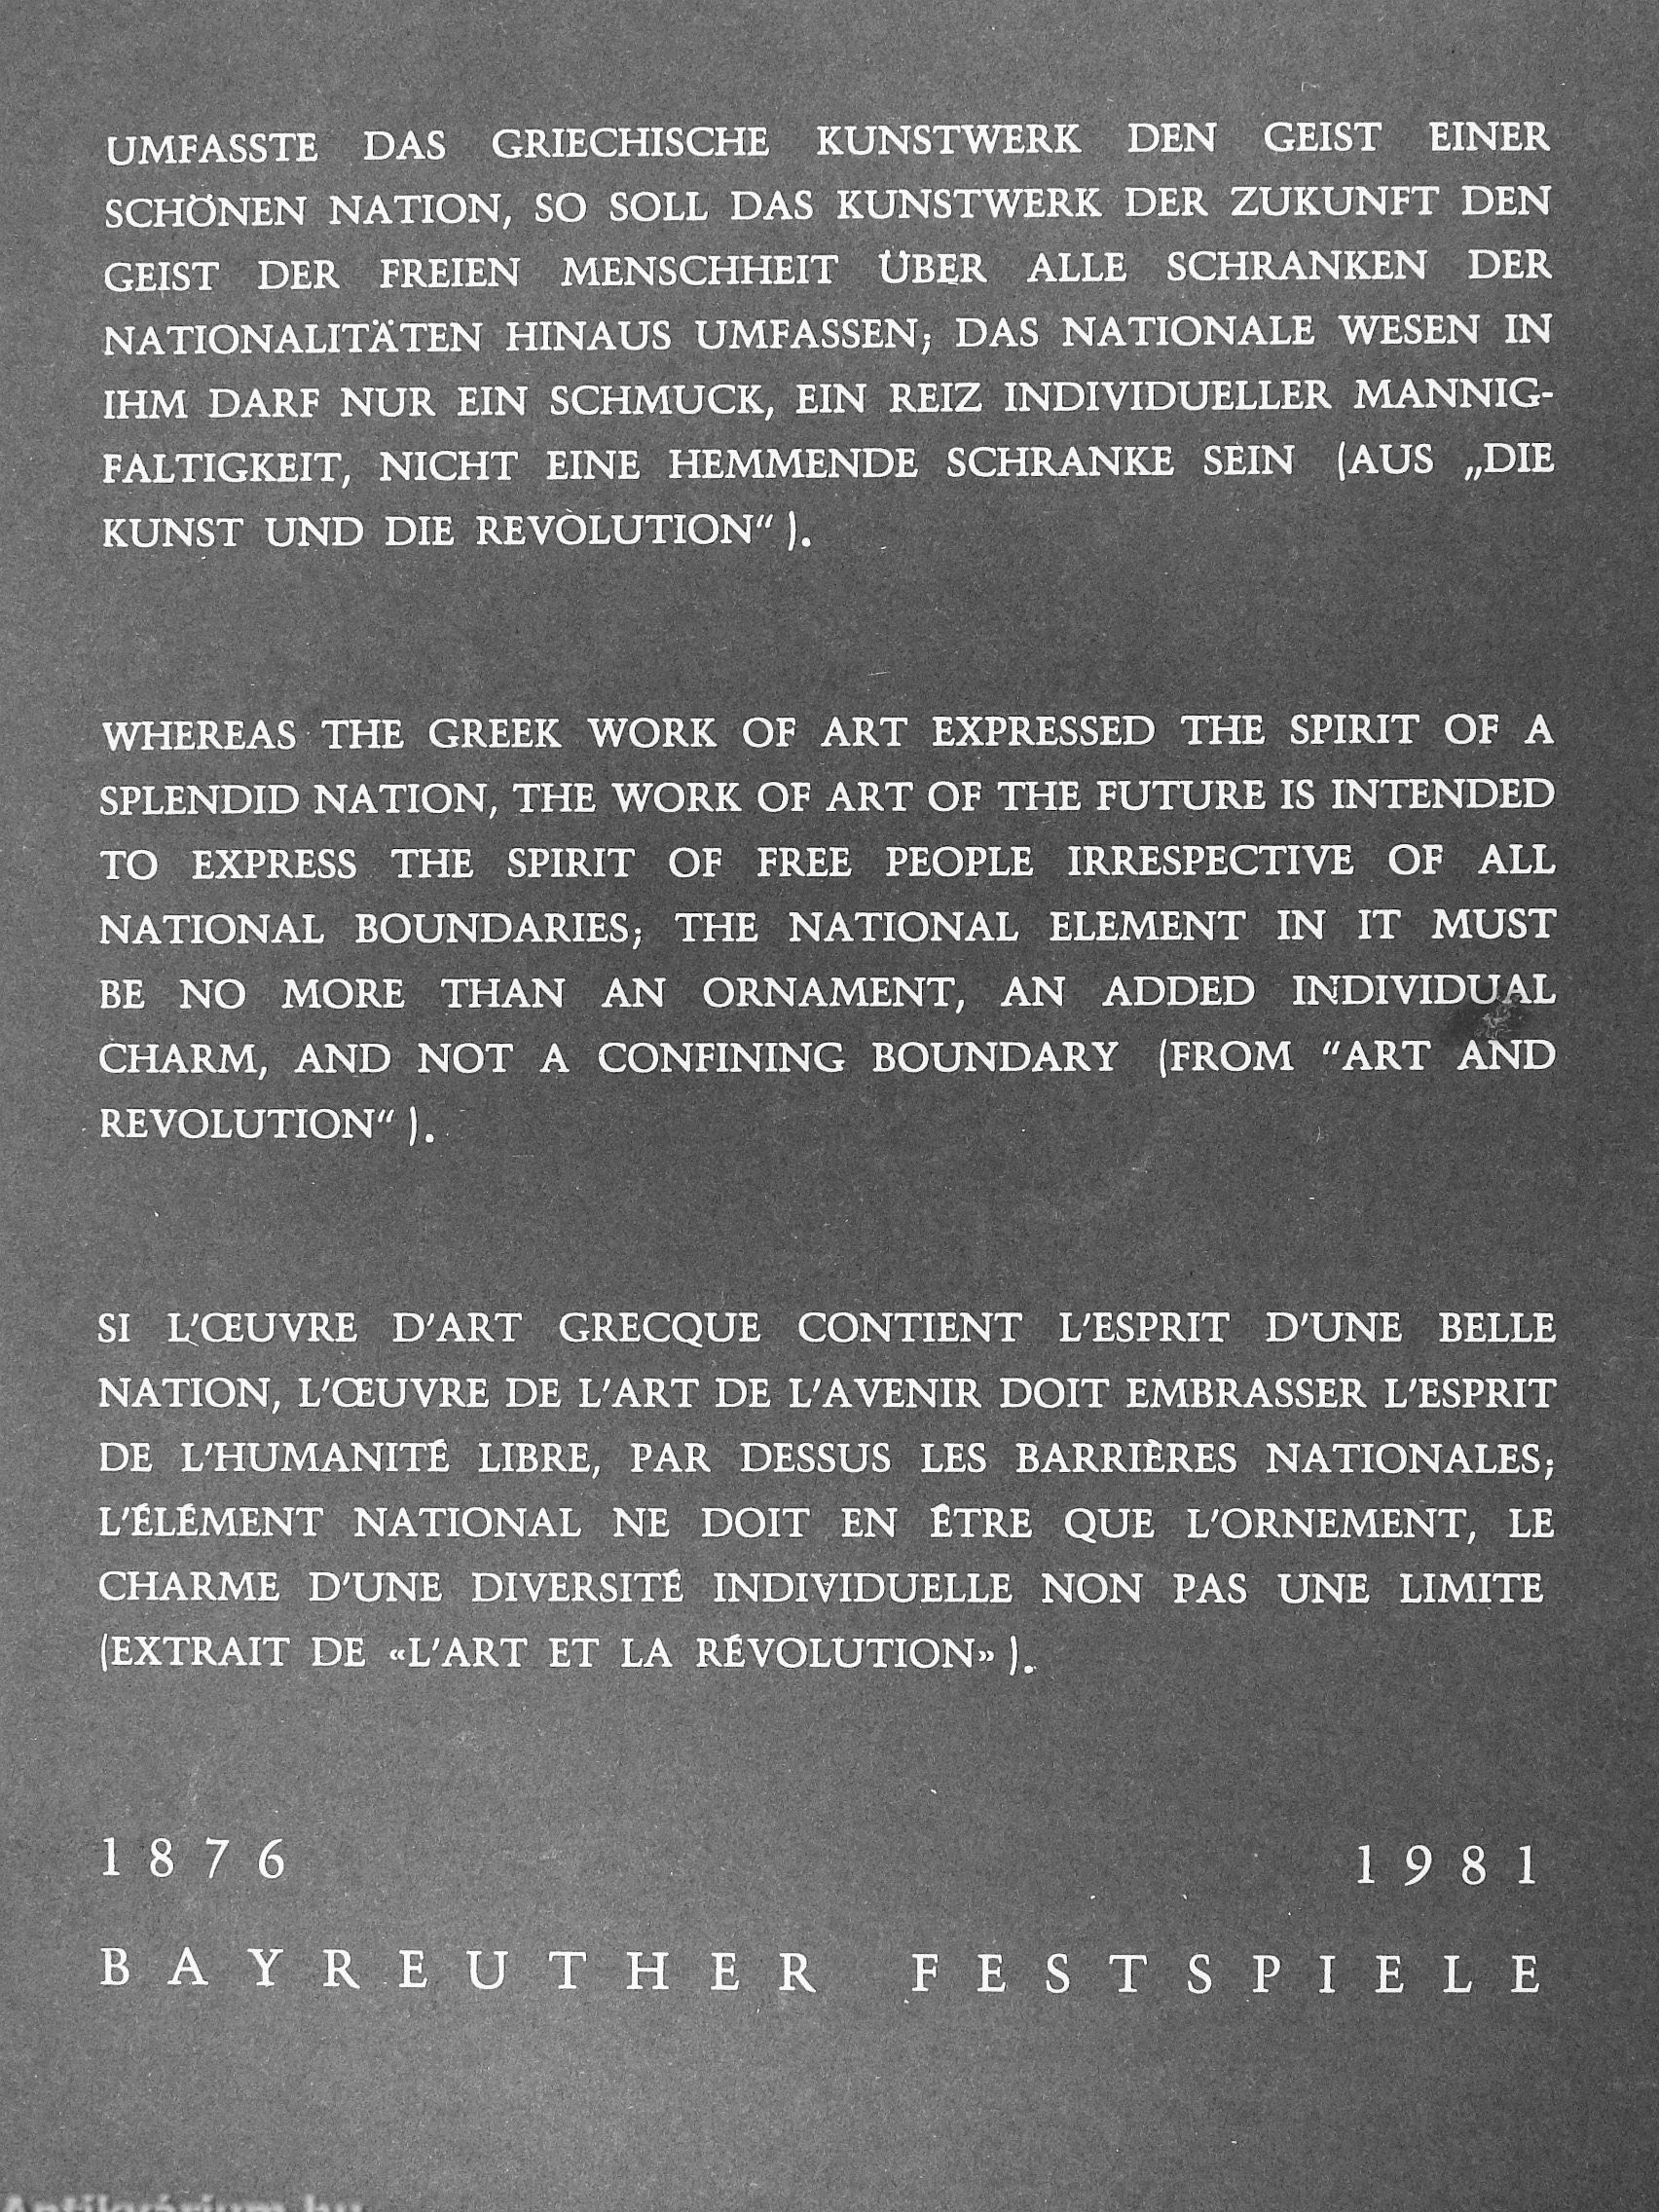 UMFASSTE DAS GRIECHISCHE KUNSTWERK DEN GEIST EINER
SCHÖNEN NATION, SO SOLL DAS KUNSTWERK DER ZUKUNFT DEN
GEIST DER FREIEN MENSCHHEIT ÜBER ALLE SCHRANKEN DER
NATIONALITÄTEN HINAUS UMFASSEN; DAS NATIONALE WESEN IN
IHM DARF NUR EIN SCHMUCK, EIN REIZ INDIVIDUELLER MANNIG-
FALTIGKEIT, NICHT EINE HEMMENDE SCHRANKE SEIN (AUS „DIE
KUNST UND DIE REVOLUTION“).
WHEREAS THE GREEK WORK OF ART EXPRESSED THE SPIRIT OF A
SPLENDID NATION, THE WORK OF ART OF THE FUTURE IS INTENDED
TO EXPRESS THE SPIRIT OF FREE PEOPLE IRRESPECTIVE OF ALL
NATIONAL BOUNDARIES; THE NATIONAL ELEMENT IN IT MUST
BE NO MORE THAN AN ORNAMENT, AN ADDED INDIVIDUAL
CHARM, AND NOT A CONFINING BOUNDARY (FROM “ART AND
REVOLUTION“).
SI L'ŒUVRE D'ART GRECQUE CONTIENT L'ESPRIT D'UNE BELLE
NATION, L'ŒUVRE DE L'ART DE L'AVENIR DOIT EMBRASSER L'ESPRIT
DE L'HUMANITÉ LIBRE, PAR DESSUS LES BARRIÈRES NATIONALES;
L'ÉLÉMENT NATIONAL NE DOIT EN ÊTRE QUE L'ORNEMENT, LE
CHARME D'UNE DIVERSITÉ INDIVIDUELLE NON PAS UNE LIMITE
(EXTRAIT DE «L'ART ET LA RÉVOLUTION»).
1876 1981
BAYREUTHER FESTSPIELE